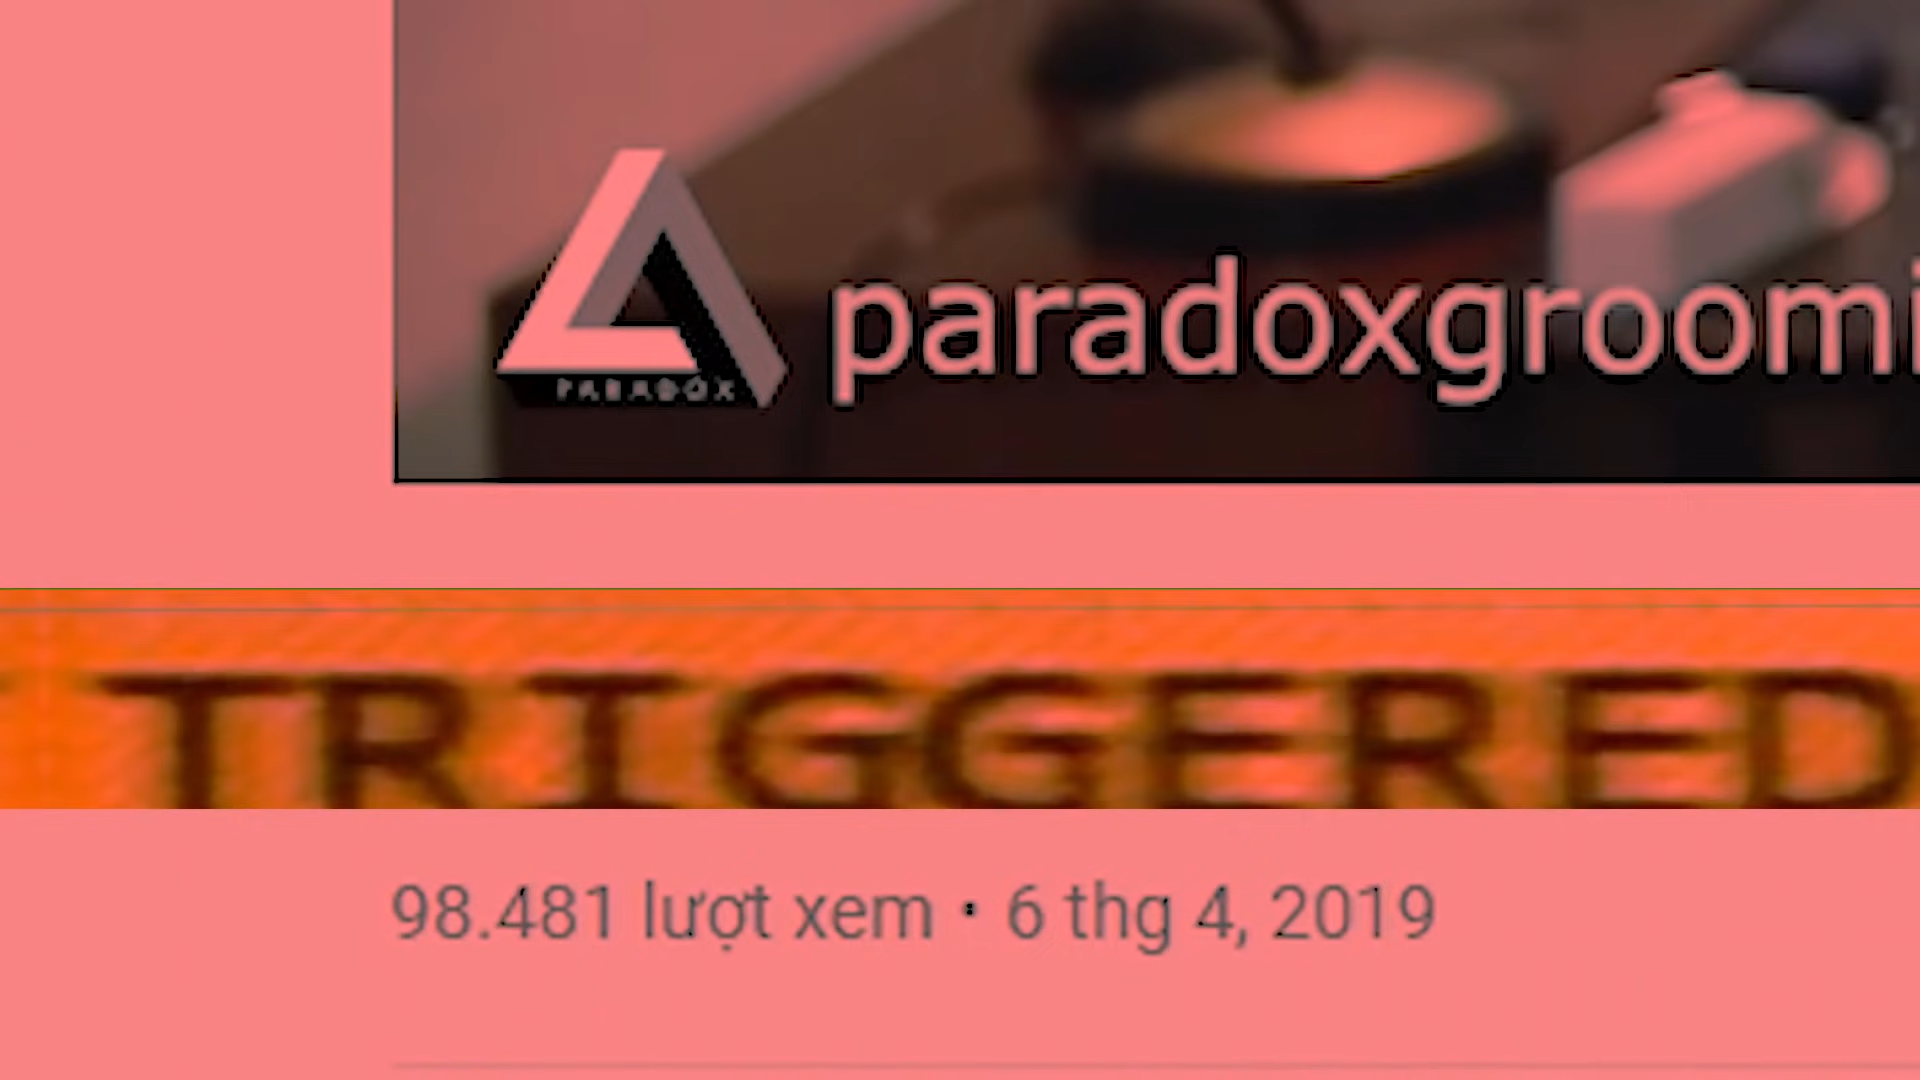 PARADOX
paradoxgroomi
TRIGGERED
98.481 lượt xem • 6 thg 4, 2019